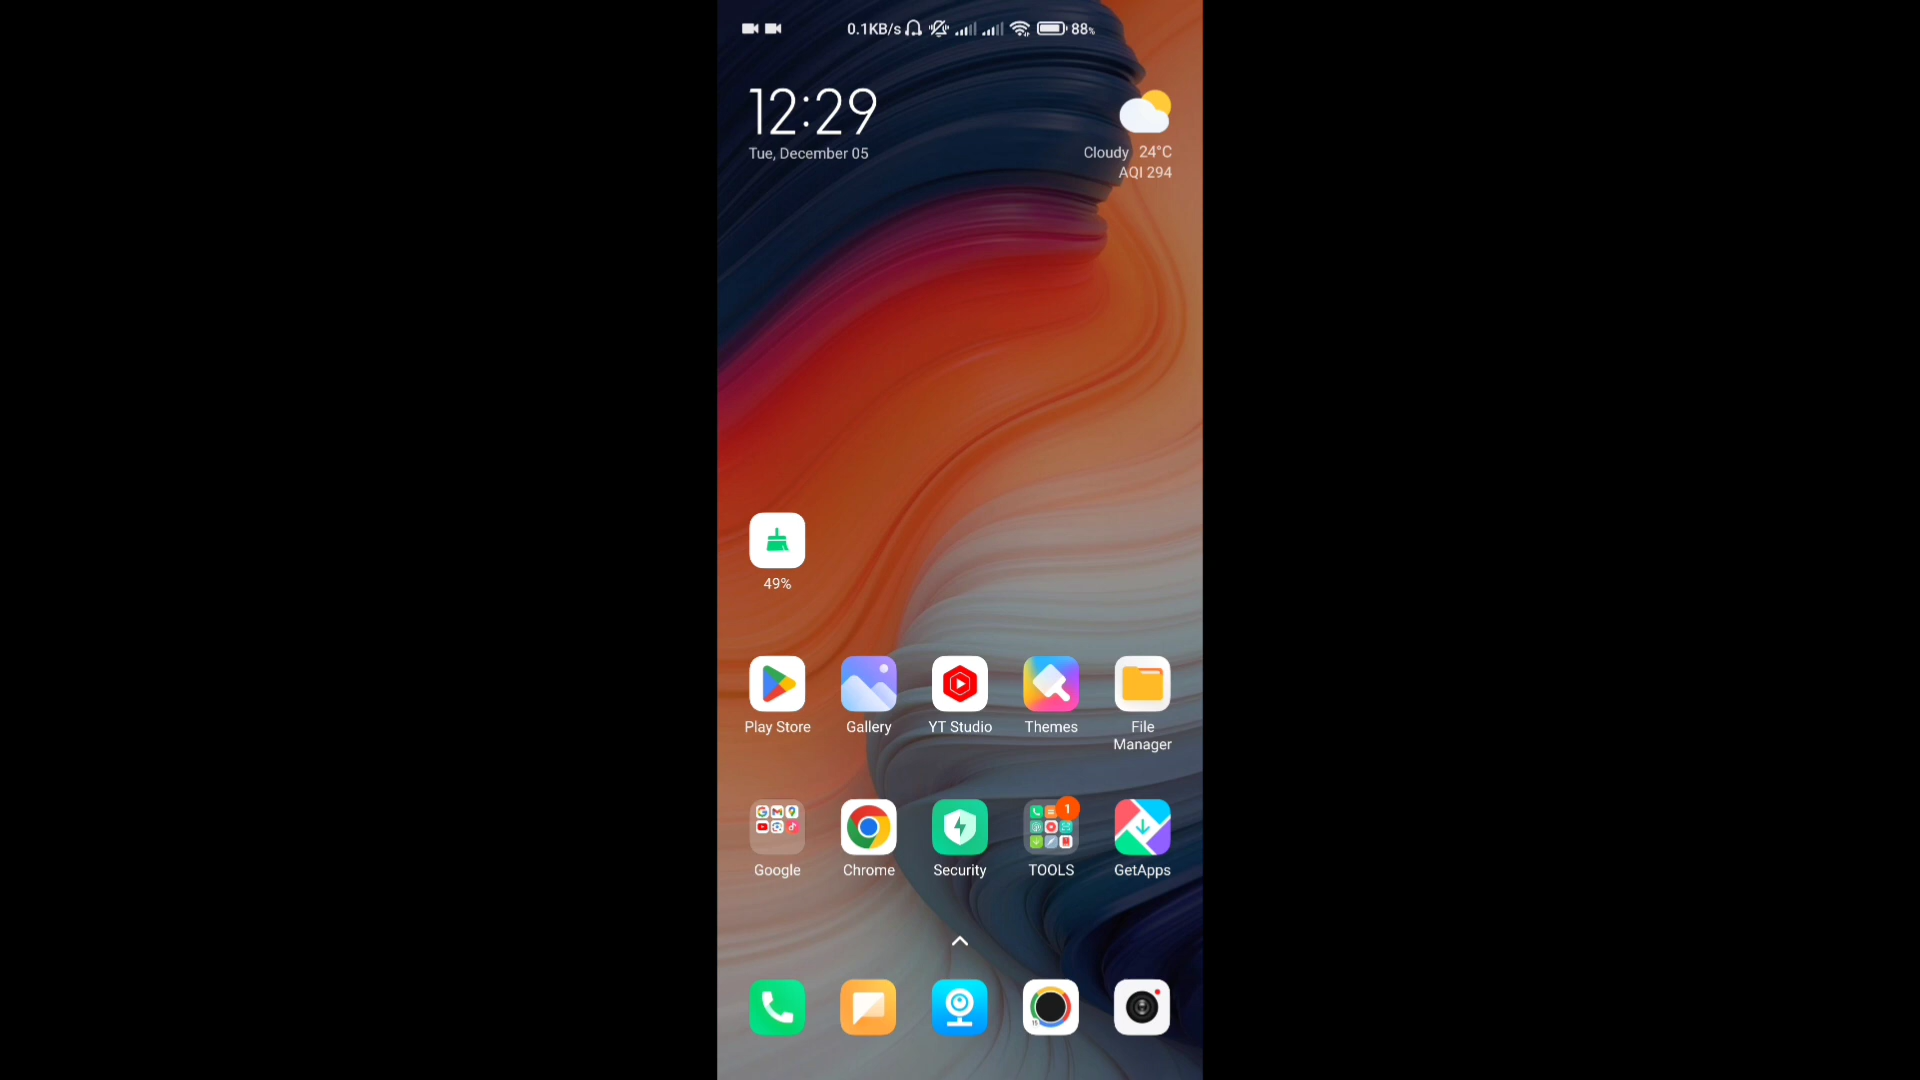 0.1KB/s 88%
12:29
Tue, December 05
Cloudy 24°C
AQI 294
49%
Play Store Gallery YT Studio Themes File Manager
Google Chrome Security TOOLS 1 GetApps